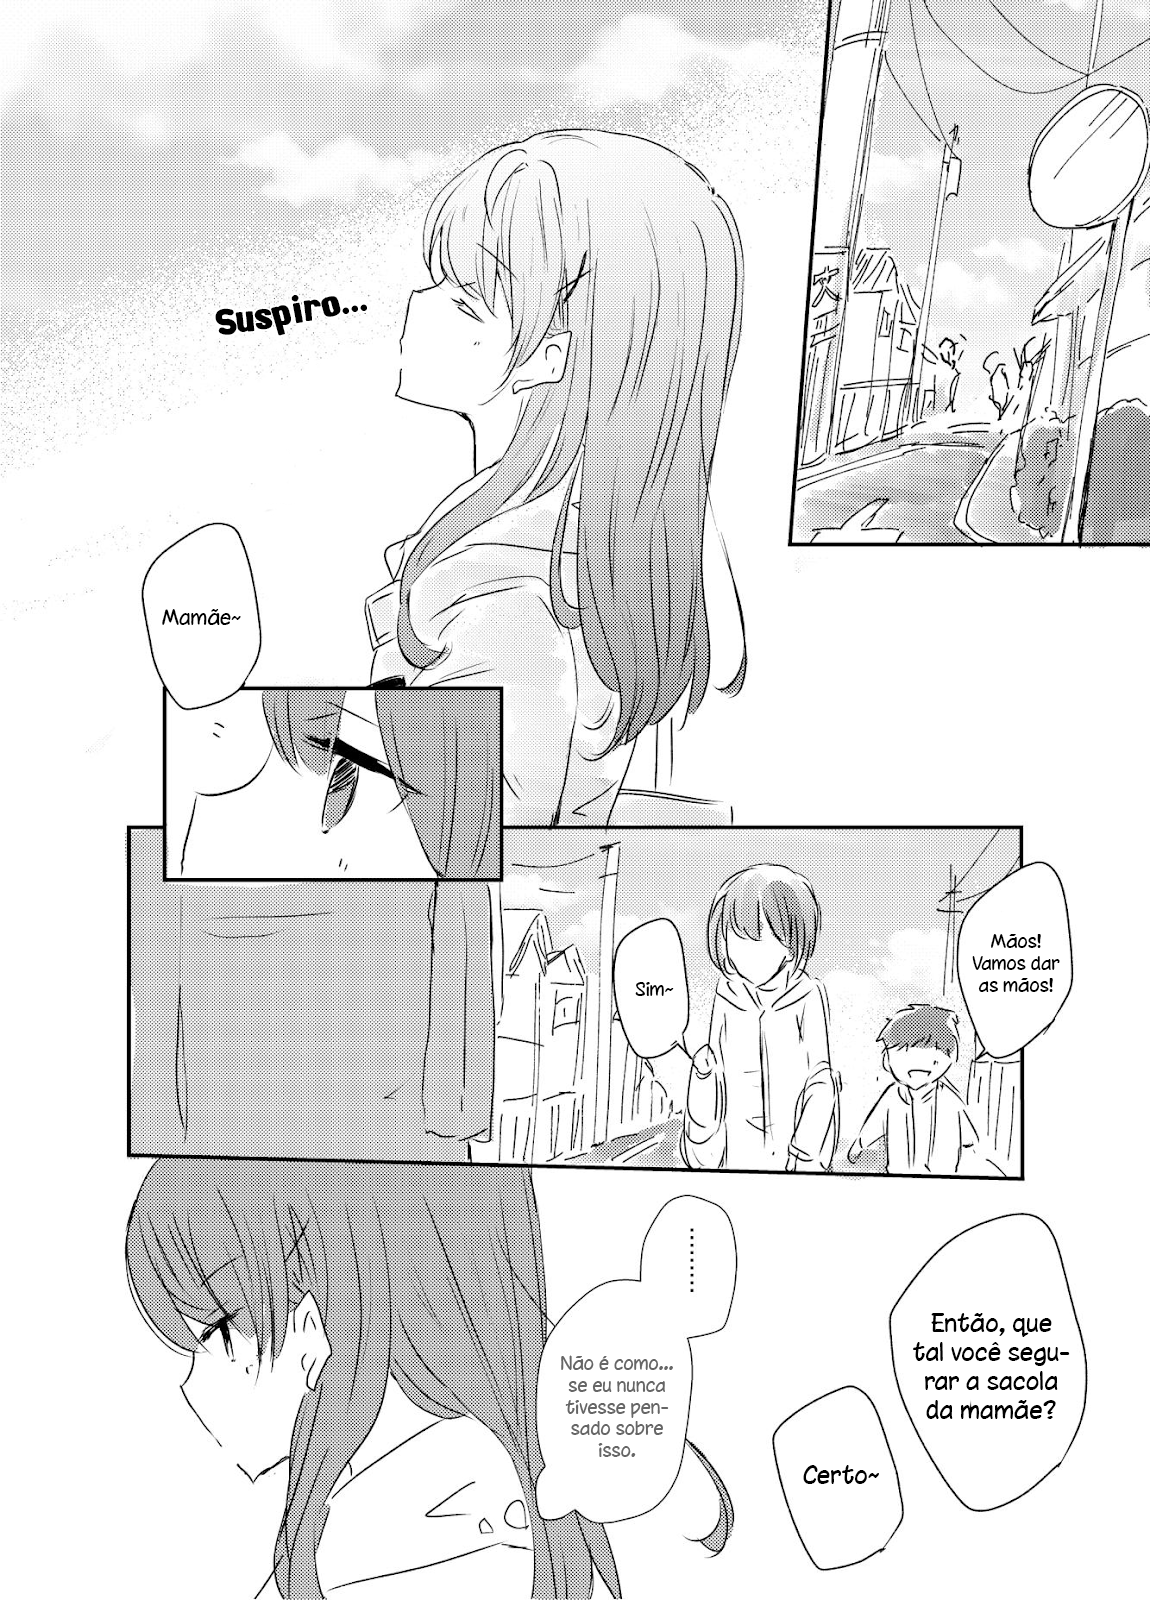 Suspiro...
Mamãe~
Mãos!
Vamos dar
as mãos!
Sim~
Então, que
tal você segu-
rar a sacola
da mamãe?
Certo~
.......
Não é como...
se eu nunca
tivesse pen-
sado sobre
isso.